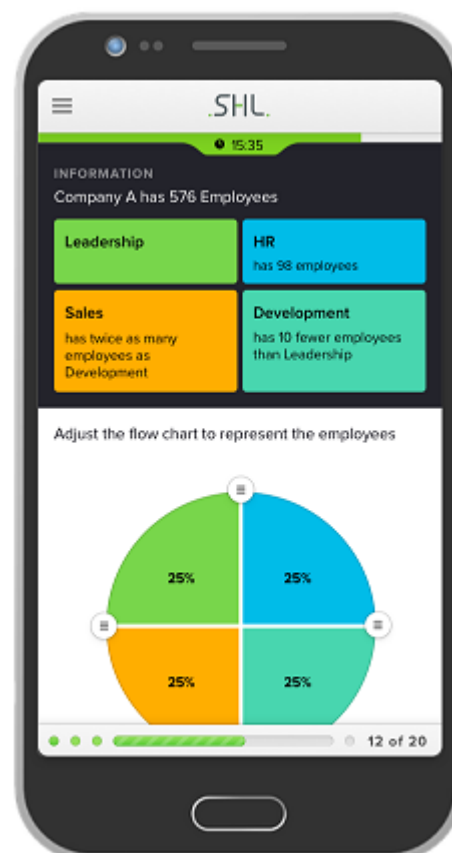 .SHL.
15:35
INFORMATION
Company A has 576 Employees
Leadership
HR
has 98 employees
Sales
has twice as many
employees as
Development
Development
has 10 fewer employees
than Leadership
Adjust the flow chart to represent the employees
25%
25%
25%
25%
12 of 20